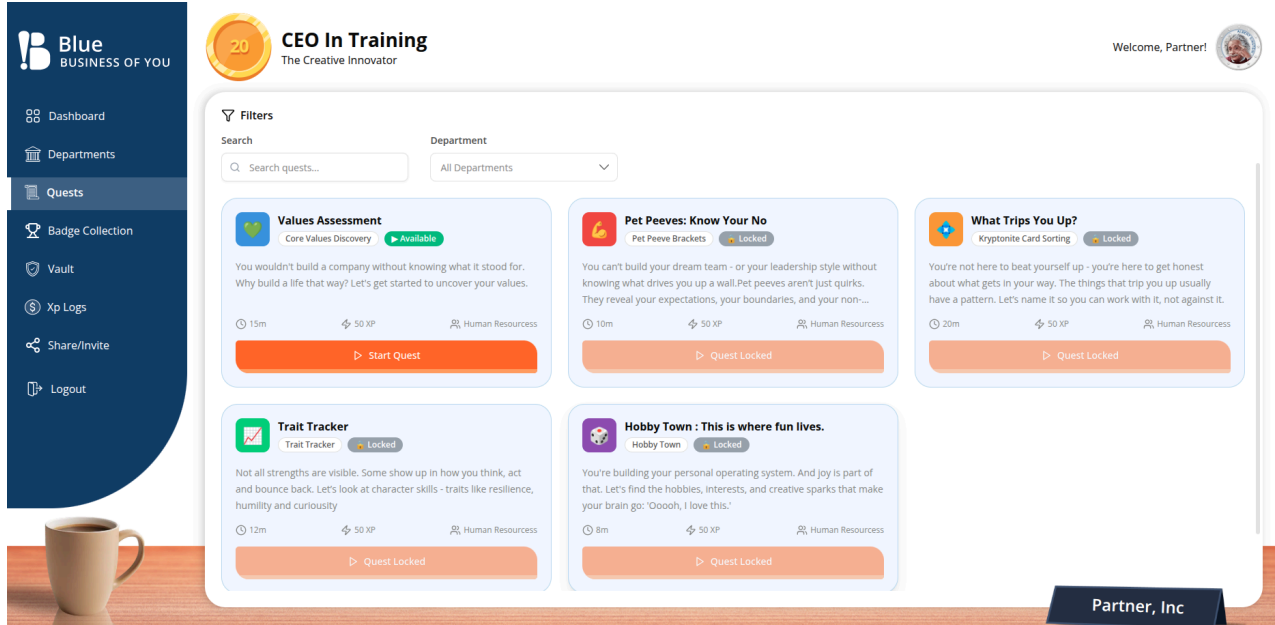 Blue
BUSINESS OF YOU
20
CEO In Training
The Creative Innovator
Welcome, Partner!
Dashboard
Departments
Quests
Badge Collection
Vault
Xp Logs
Share/Invite
Logout
Filters
Search
Department
Search quests...
All Departments
Values Assessment
Core Values Discovery
Available
You wouldn't build a company without knowing what it stood for.
Why build a life that way? Let's get started to uncover your values.
15m
50 XP
Human Resourcess
Start Quest
Pet Peeves: Know Your No
Pet Peeve Brackets
Locked
You can't build your dream team - or your leadership style without
knowing what drives you up a wall.Pet peeves aren't just quirks.
They reveal your expectations, your boundaries, and your non-...
10m
50 XP
Human Resourcess
Quest Locked
What Trips You Up?
Kryptonite Card Sorting
Locked
You're not here to beat yourself up - you're here to get honest
about what gets in your way. The things that trip you up usually
have a pattern. Let's name it so you can work with it, not against it.
20m
50 XP
Human Resourcess
Quest Locked
Trait Tracker
Trait Tracker
Locked
Not all strengths are visible. Some show up in how you think, act
and bounce back. Let's look at character skills - traits like resilience,
humility and curiousity
12m
50 XP
Human Resourcess
Quest Locked
Hobby Town : This is where fun lives.
Hobby Town
Locked
You're building your personal operating system. And joy is part of
that. Let's find the hobbies, interests, and creative sparks that make
your brain go: 'Ooooh, I love this.'
8m
50 XP
Human Resourcess
Quest Locked
Partner, Inc